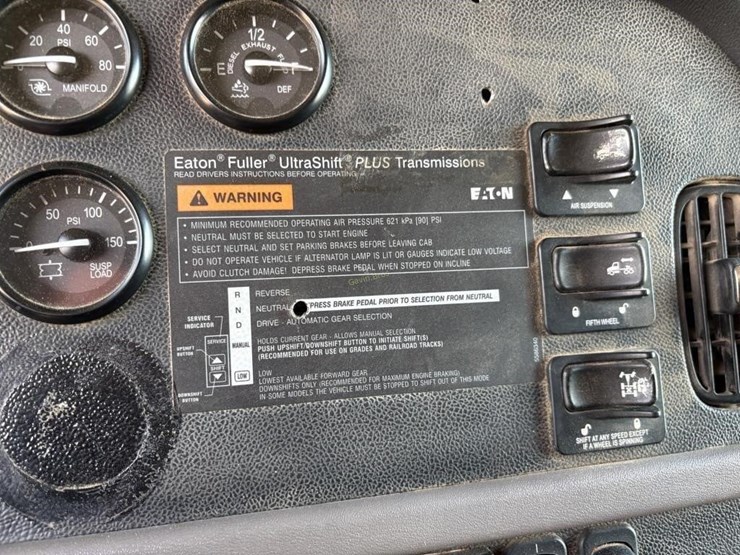 40
20 PSI 60
80
MANIFOLD
1/2
DIESEL EXHAUST
E F
DEF
50 PSI 100
150
SUSP
LOAD
Eaton® Fuller® UltraShift® PLUS Transmissions
READ DRIVERS INSTRUCTIONS BEFORE OPERATING
WARNING
EATON
• MINIMUM RECOMMENDED OPERATING AIR PRESSURE 621 kPa [90] PSI
• NEUTRAL MUST BE SELECTED TO START ENGINE
• SELECT NEUTRAL AND SET PARKING BRAKES BEFORE LEAVING CAB
• DO NOT OPERATE VEHICLE IF ALTERNATOR LAMP IS LIT OR GAUGES INDICATE LOW VOLTAGE
• AVOID CLUTCH DAMAGE! DEPRESS BRAKE PEDAL WHEN STOPPED ON INCLINE
R REVERSE
N NEUTRAL PRESS BRAKE PEDAL PRIOR TO SELECTION FROM NEUTRAL
D DRIVE - AUTOMATIC GEAR SELECTION
MANUAL HOLDS CURRENT GEAR - ALLOWS MANUAL SELECTION
PUSH UPSHIFT/DOWNSHIFT BUTTON TO INITIATE SHIFT(S)
(RECOMMENDED FOR USE ON GRADES AND RAILROAD TRACKS)
LOW LOW
LOWEST AVAILABLE FORWARD GEAR
DOWNSHIFTS ONLY (RECOMMENDED FOR MAXIMUM ENGINE BRAKING)
IN SOME MODELS THE VEHICLE MUST BE STOPPED TO SHIFT OUT OF THIS MODE
SERVICE
INDICATOR
SERVICE
UPSHIFT
BUTTON
SHIFT
DOWNSHIFT
BUTTON
AIR SUSPENSION
FIFTH WHEEL
SHIFT AT ANY SPEED EXCEPT
IF A WHEEL IS SPINNING